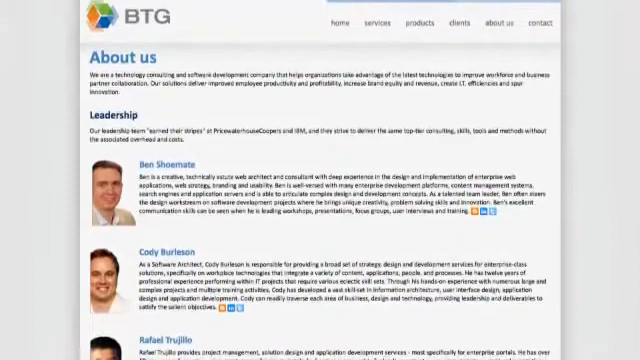 BTG
home services products clients about us contact
About us
We are a technology consulting and software development company that helps organizations take advantage of the latest technologies to improve workforce and business
partner collaboration. Our solutions deliver improved employee productivity and profitability, increase brand equity and revenue, create I.T. efficiencies and spur
innovation.
Leadership
Our leadership team "earned their stripes" at PricewaterhouseCoopers and IBM, and they strive to deliver the same top-tier consulting, skills, tools and methods without
the associated overhead and costs.
Ben Shoemate
Ben is a creative, technically astute web architect and consultant with deep experience in the design and implementation of enterprise web
applications, web strategy, branding and usability. Ben is well-versed with many enterprise development platforms, content management systems,
search engines and application servers and is able to articulate complex design and development concepts. As a talented team leader, Ben often steers
the design workstream on software development projects where he brings unique creativity, problem solving skills and innovation. Ben's excellent
communication skills can be seen when he is leading workshops, presentations, focus groups, user interviews and training.
Cody Burleson
As a Software Architect, Cody Burleson is responsible for providing a broad set of strategy, design and development services for enterprise-class
solutions, specifically on workplace technologies that integrate a variety of content, applications, people, and processes. He has twelve years of
professional experience performing within IT projects that require various eclectic skill sets. Through his hands-on experience with numerous large and
complex projects and multiple training activities, Cody has developed a vast skill-set in information architecture, user interface design, application
design and application development. Cody can readily traverse each area of business, design and technology, providing leadership and deliverables to
satisfy the salient objectives.
Rafael Trujillo
Rafael Trujillo provides project management, solution design and application development services - most specifically for enterprise portals. He has over